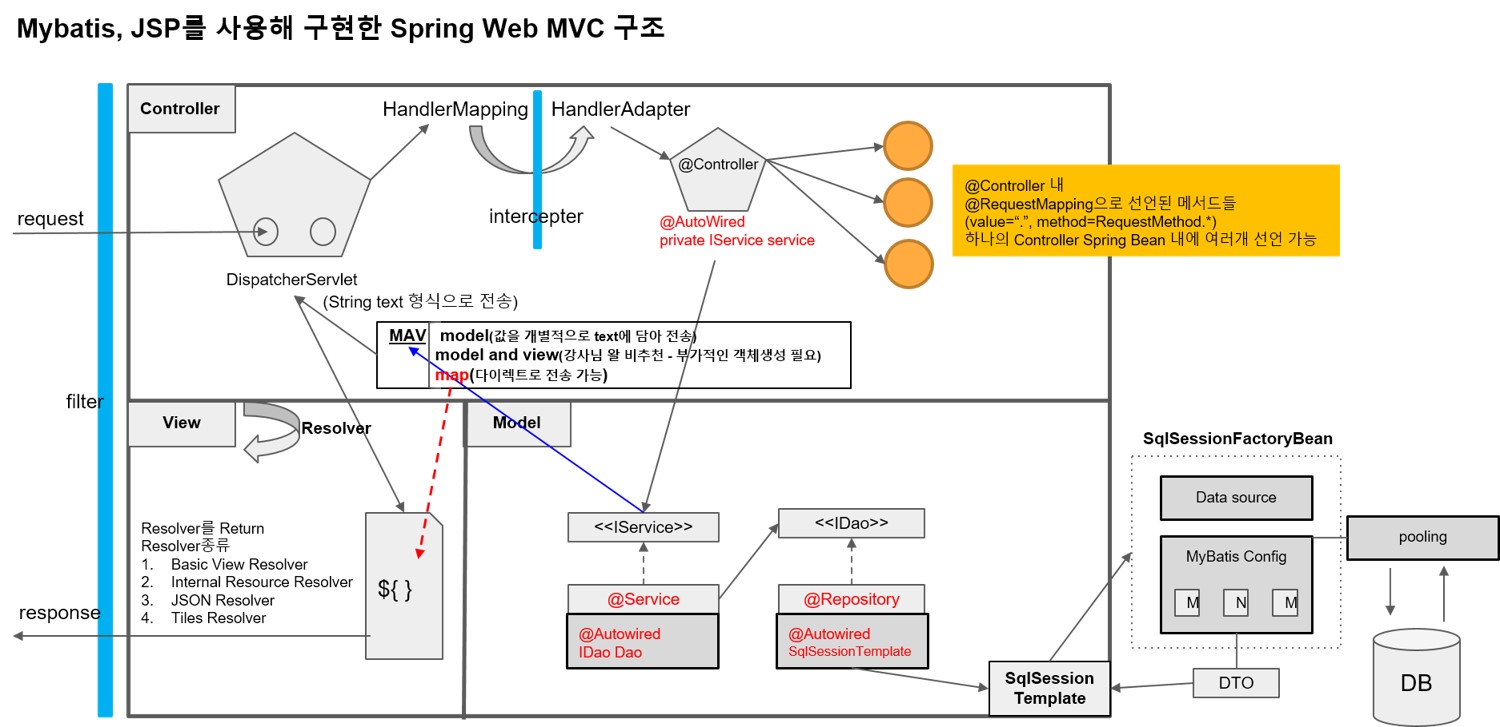 Mybatis, JSP를 사용해 구현한 Spring Web MVC 구조
Controller
HandlerMapping
HandlerAdapter
@Controller
request
intercepter
@AutoWired
private IService service
@Controller 내
@RequestMapping으로 선언된 메서드들
(value=“.”, method=RequestMethod.*)
하나의 Controller Spring Bean 내에 여러개 선언 가능
DispatcherServlet
(String text 형식으로 전송)
MAV
model(값을 개별적으로 text에 담아 전송)
model and view(강사님 왈 비추천 - 부가적인 객체생성 필요)
map(다이렉트로 전송 가능)
filter
View
Resolver
Model
SqlSessionFactoryBean
Data source
MyBatis Config
M
N
M
pooling
Resolver를 Return
Resolver종류
1. Basic View Resolver
2. Internal Resource Resolver
3. JSON Resolver
4. Tiles Resolver
${ }
<<IService>>
<<IDao>>
@Service
@Autowired
IDao Dao
@Repository
@Autowired
SqlSessionTemplate
response
SqlSession
Template
DTO
DB